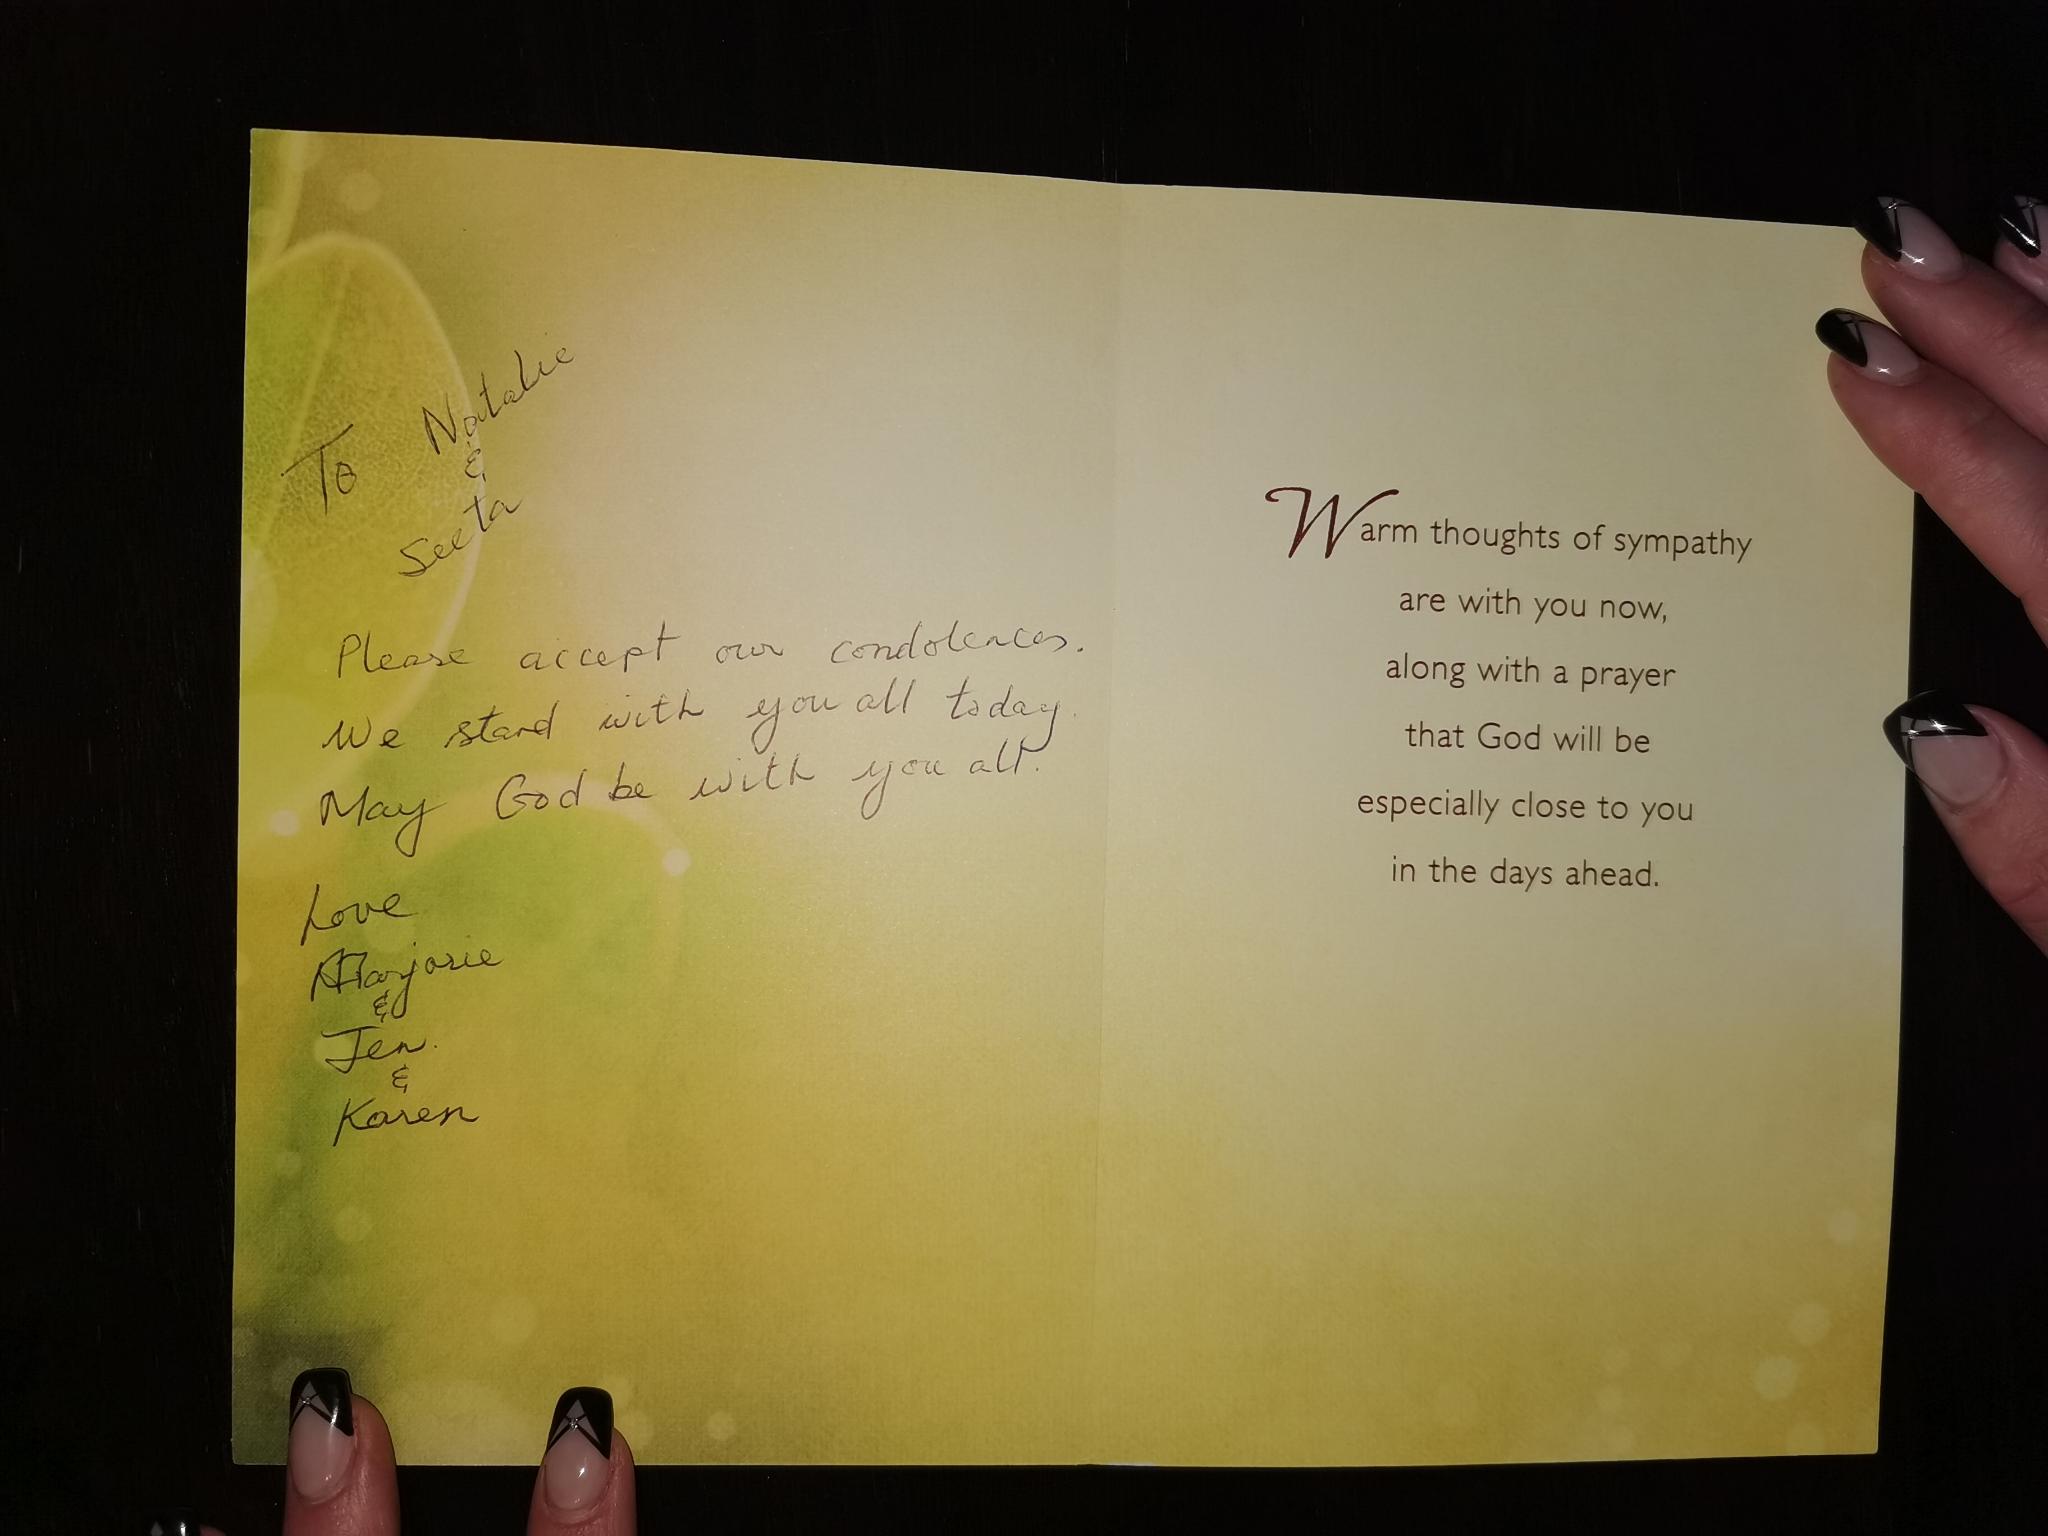 To Natalie
&
Seeta
Please accept our condolences.
We stand with you all today.
May God be with you all.
Love
Marjorie
&
Jen.
&
Karen
Warm thoughts of sympathy
are with you now,
along with a prayer
that God will be
especially close to you
in the days ahead.